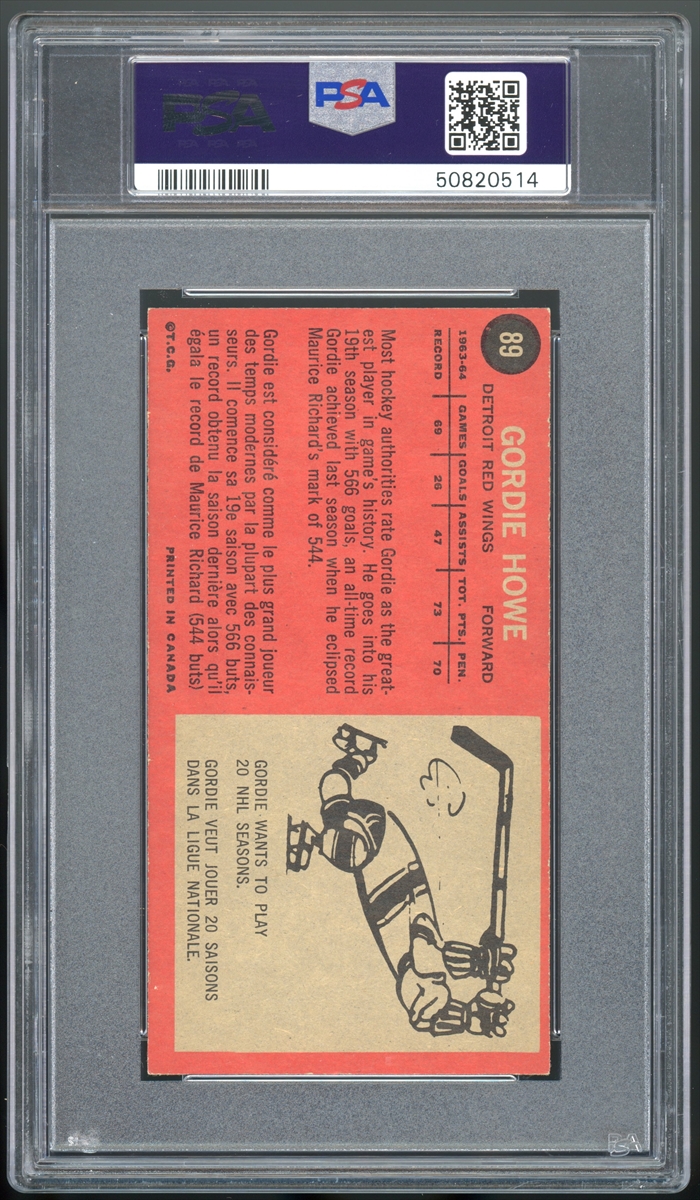 PSA
PSA
50820514
89
GORDIE HOWE
DETROIT RED WINGS FORWARD
1963-64 GAMES GOALS ASSISTS TOT. PTS. PEN.
RECORD 69 26 47 73 70
Most hockey authorities rate Gordie as the great-
est player in game's history. He goes into his
19th season with 566 goals, an all-time record
Gordie achieved last season when he eclipsed
Maurice Richard's mark of 544.
Gordie est considéré comme le plus grand joueur
des temps modernes par la plupart des connais-
seurs. Il comence sa 19e saison avec 566 buts,
un record obtenu la saison dernière alors qu'il
égala le record de Maurice Richard (544 buts)
©T.C.G. PRINTED IN CANADA
GORDIE WANTS TO PLAY
20 NHL SEASONS.
GORDIE VEUT JOUER 20 SAISONS
DANS LA LIGUE NATIONALE.